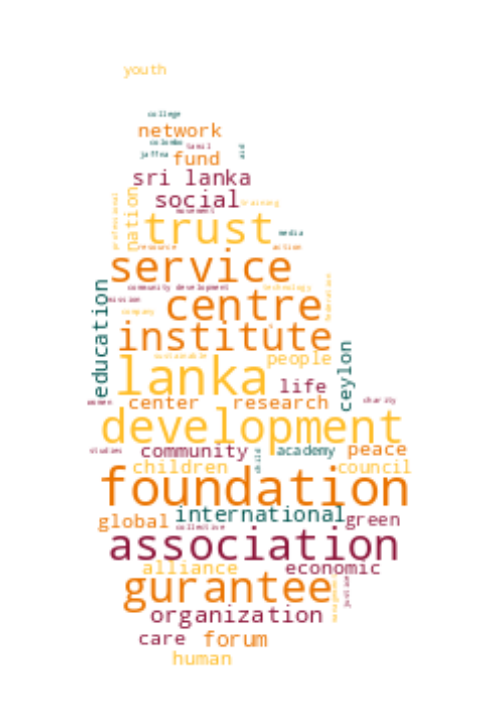 youth
college
network
colombo
tamil
jaffna
fund
aid
sri lanka
social
training
professional
nation
movement
trust
media
resource
action
service
community development
technology
mission
centre
company
education
institute
sustainable
people
ceylon
lanka
life
women
center
research
charity
development
studies
community
child
academy
peace
children
council
foundation
international
global
green
collective
association
alliance
economic
gurantee
management
justice
organization
care
forum
human